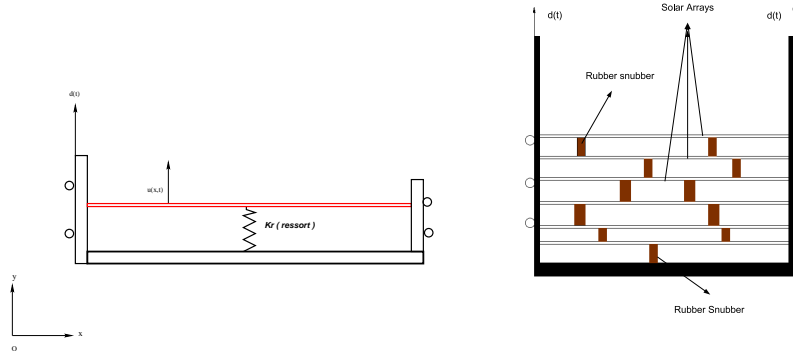 d(t)
u(x,t)
Kr ( ressort )
y
x
O
d(t)
Solar Arrays
d(t)
Rubber snubber
Rubber Snubber